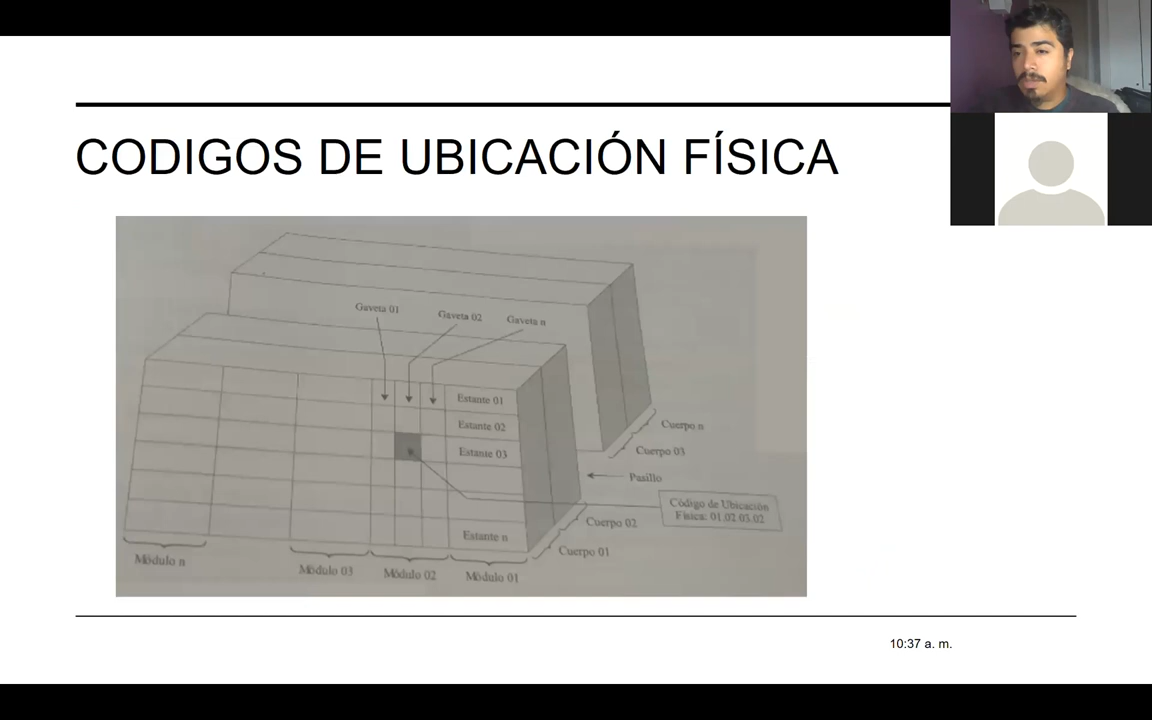 CODIGOS DE UBICACIÓN FÍSICA
Gaveta 01
Gaveta 02
Gaveta n
Estante 01
Estante 02
Estante 03
Estante n
Cuerpo n
Cuerpo 03
Pasillo
Código de Ubicación
Física: 01.02.03.02
Cuerpo 02
Cuerpo 01
Módulo n
Módulo 03
Módulo 02
Módulo 01
10:37 a. m.